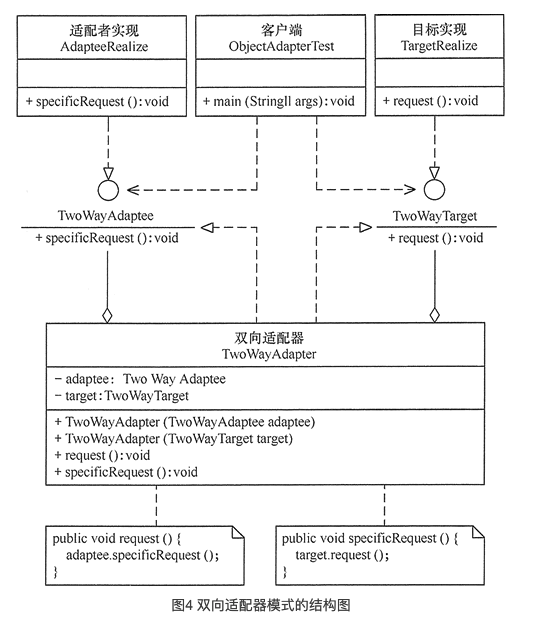 适配者实现
AdapteeRealize
+ specificRequest ():void
客户端
ObjectAdapterTest
+ main (Stringll args):void
目标实现
TargetRealize
+ request ():void
TwoWayAdaptee
+ specificRequest ():void
TwoWayTarget
+ request ():void
双向适配器
TwoWayAdapter
− adaptee: Two Way Adaptee
− target:TwoWayTarget
+ TwoWayAdapter (TwoWayAdaptee adaptee)
+ TwoWayAdapter (TwoWayTarget target)
+ request ():void
+ specificRequest ():void
public void request () {
adaptee.specificRequest ();
}
public void specificRequest () {
target.request ();
}
图4 双向适配器模式的结构图